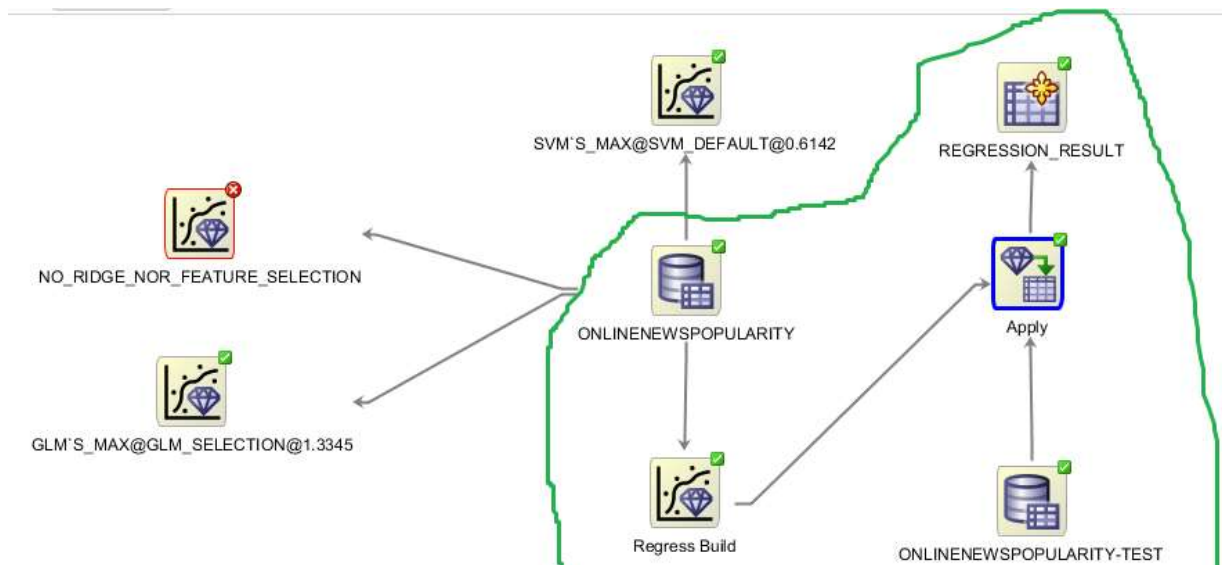 SVM`S_MAX@SVM_DEFAULT@0.6142
REGRESSION_RESULT
NO_RIDGE_NOR_FEATURE_SELECTION
ONLINENEWSPOPULARITY
Apply
GLM`S_MAX@GLM_SELECTION@1.3345
Regress Build
ONLINENEWSPOPULARITY-TEST